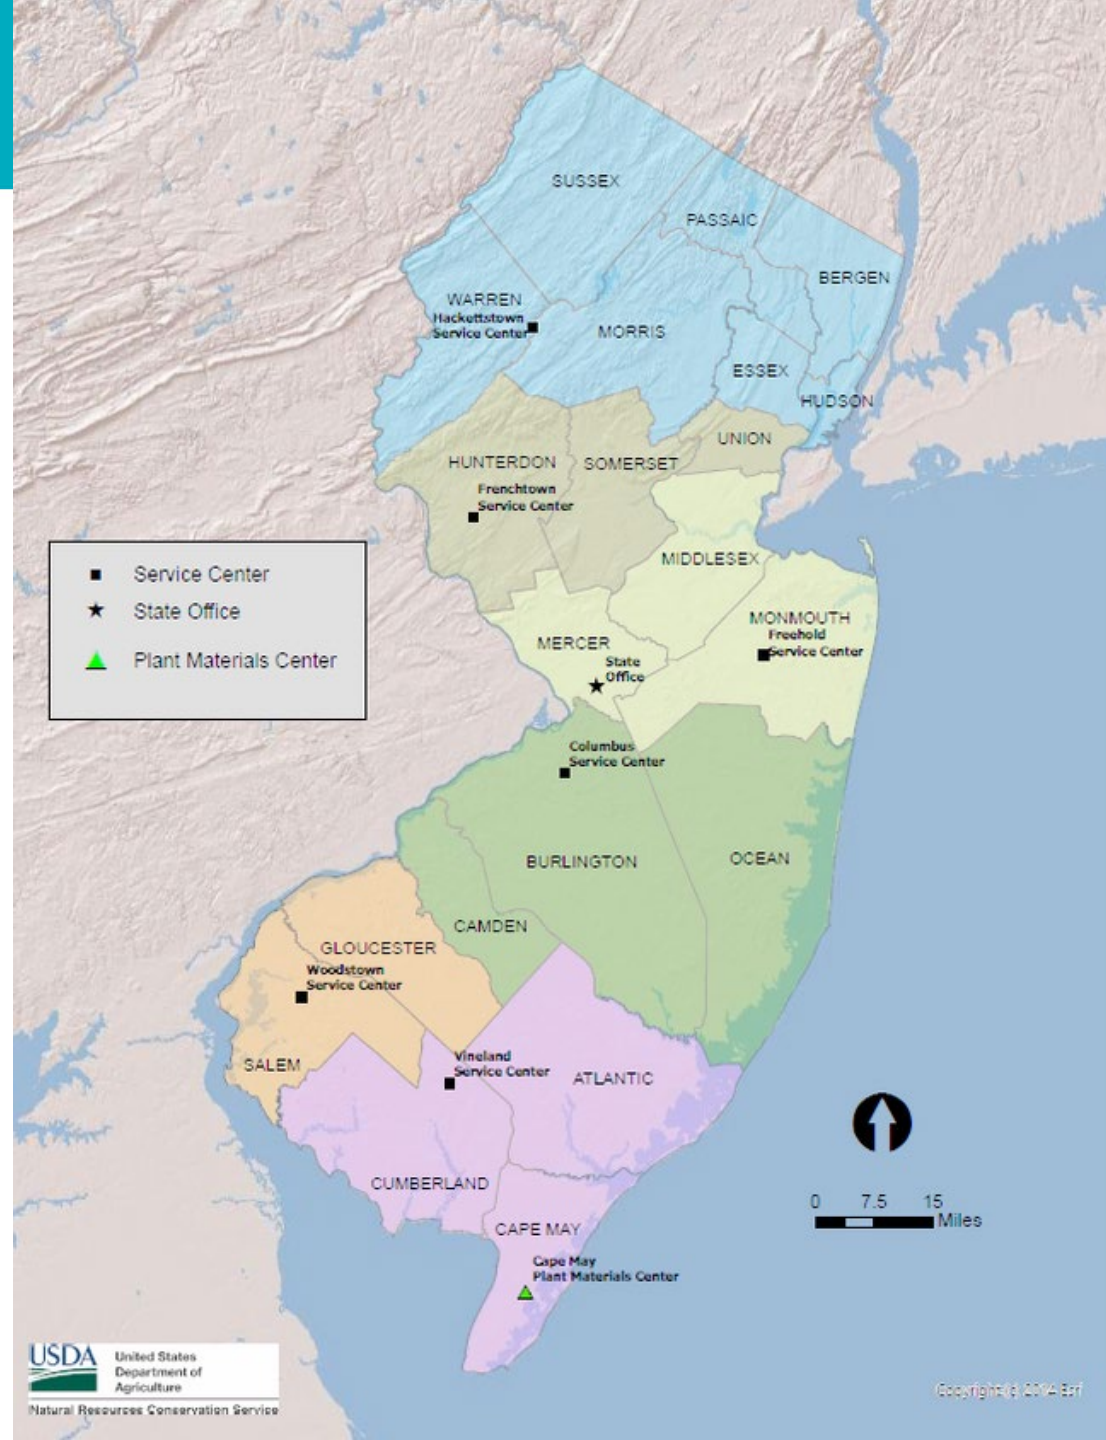 SUSSEX
PASSAIC
BERGEN
WARREN
Hackettstown
Service Center
MORRIS
ESSEX
HUDSON
UNION
HUNTERDON
SOMERSET
Frenchtown
Service Center
MIDDLESEX
Service Center
State Office
Plant Materials Center
MONMOUTH
Freehold
Service Center
MERCER
State
Office
Columbus
Service Center
BURLINGTON
OCEAN
CAMDEN
GLOUCESTER
Woodstown
Service Center
SALEM
Vineland
Service Center
ATLANTIC
CUMBERLAND
CAPE MAY
Cape May
Plant Materials Center
0 7.5 15
Miles
USDA
United States
Department of
Agriculture
Natural Resources Conservation Service
Copyright(c) 2014 Esri